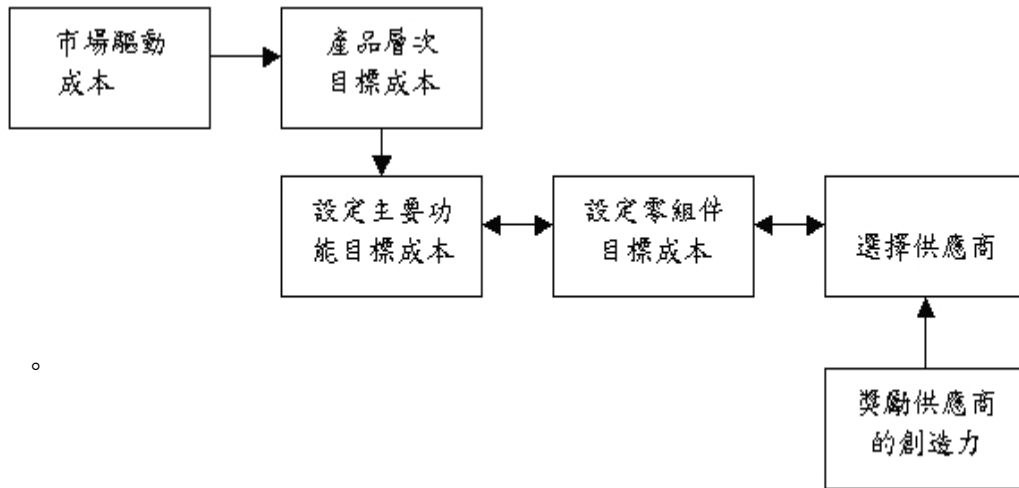 市場驅動
成本
產品層次
目標成本
設定主要功
能目標成本
設定零組件
目標成本
選擇供應商
。
獎勵供應商
的創造力